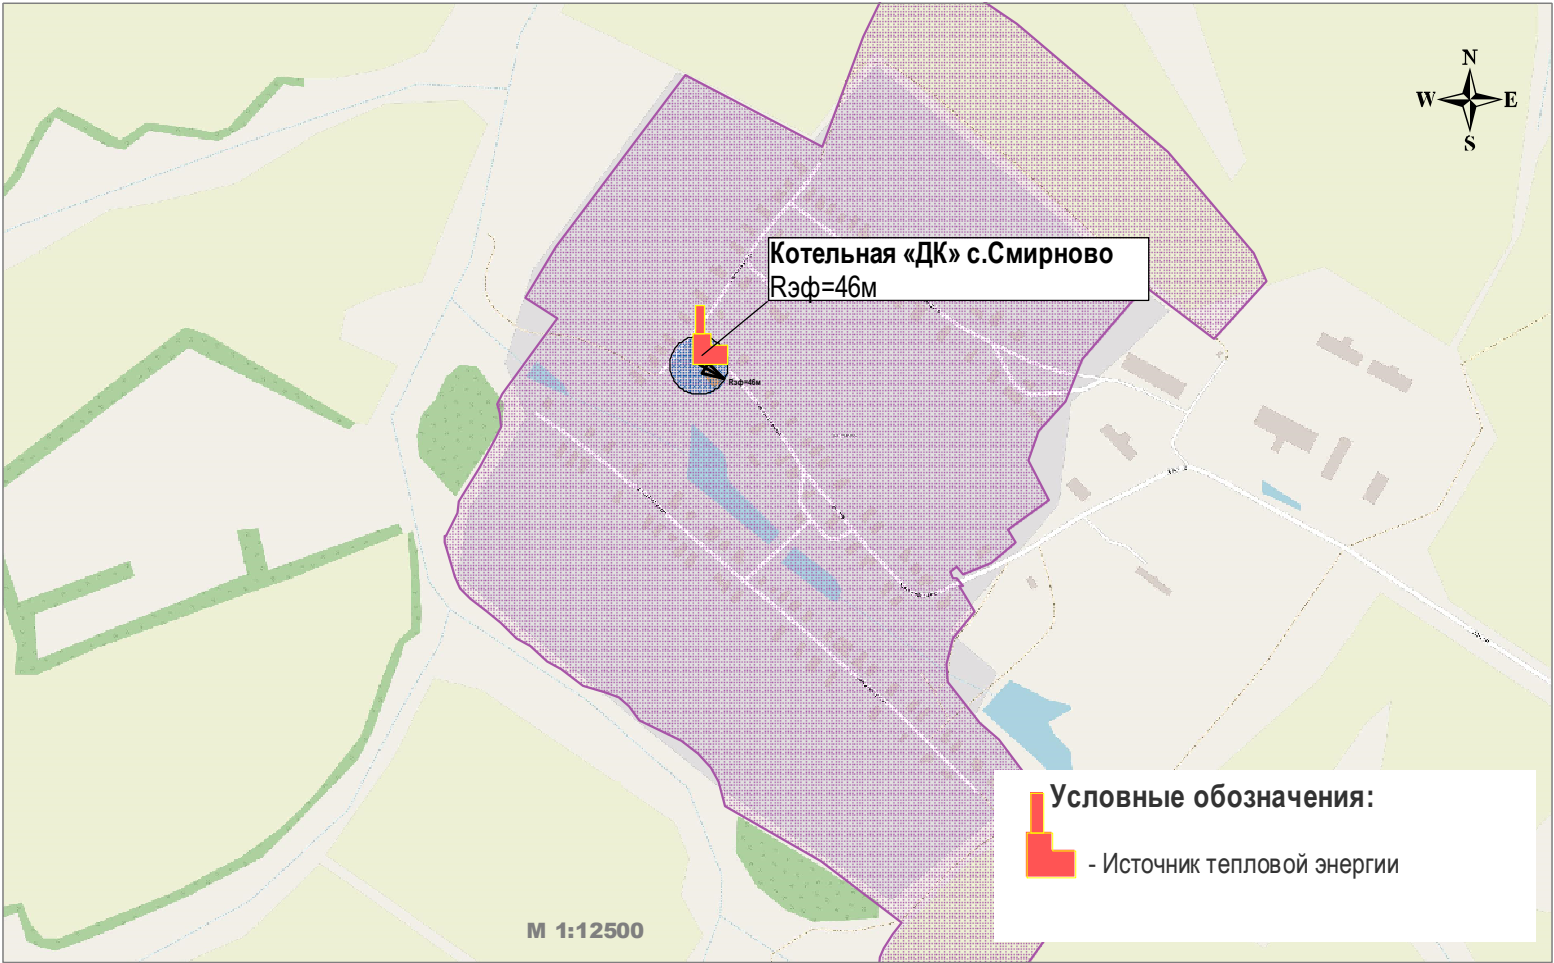 N
W E
S
Котельная «ДК» с.Смирново
Rэф=46м
Rэф=46м
Условные обозначения:
- Источник тепловой энергии
М 1:12500